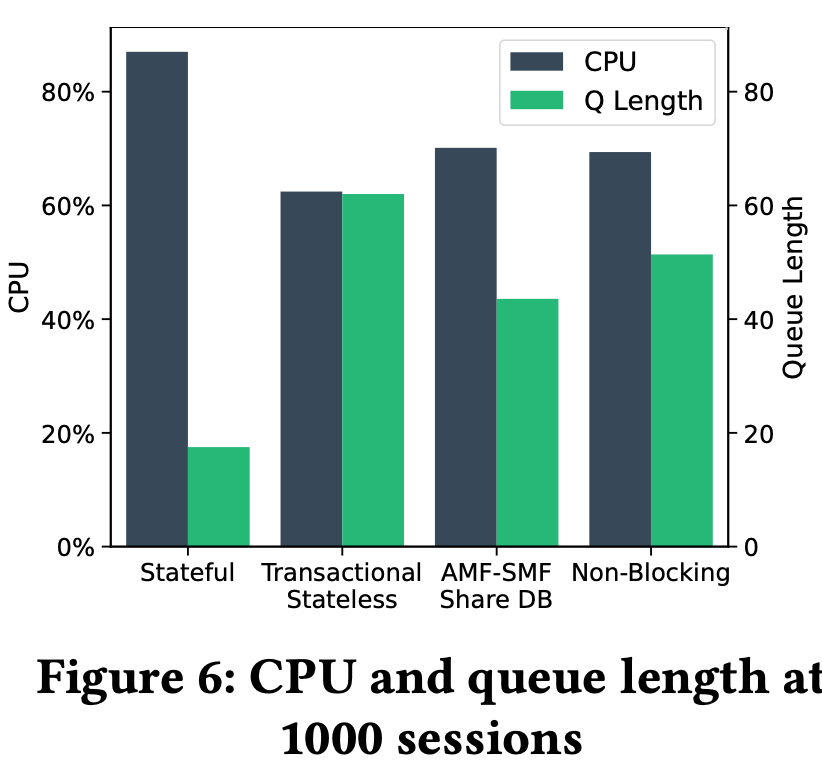 CPU
Q Length
80%
60%
40%
20%
0%
CPU
80
60
40
20
0
Queue Length
Stateful
Transactional
Stateless
AMF-SMF
Share DB
Non-Blocking
Figure 6: CPU and queue length at
1000 sessions